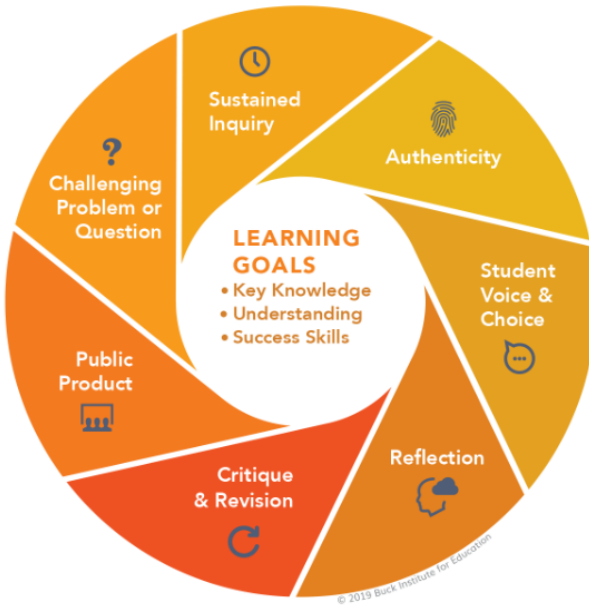 Sustained
Inquiry
Authenticity
?
Challenging
Problem or
Question
LEARNING
GOALS
• Key Knowledge
• Understanding
• Success Skills
Student
Voice &
Choice
Public
Product
Reflection
Critique
& Revision
© 2019 Buck Institute for Education